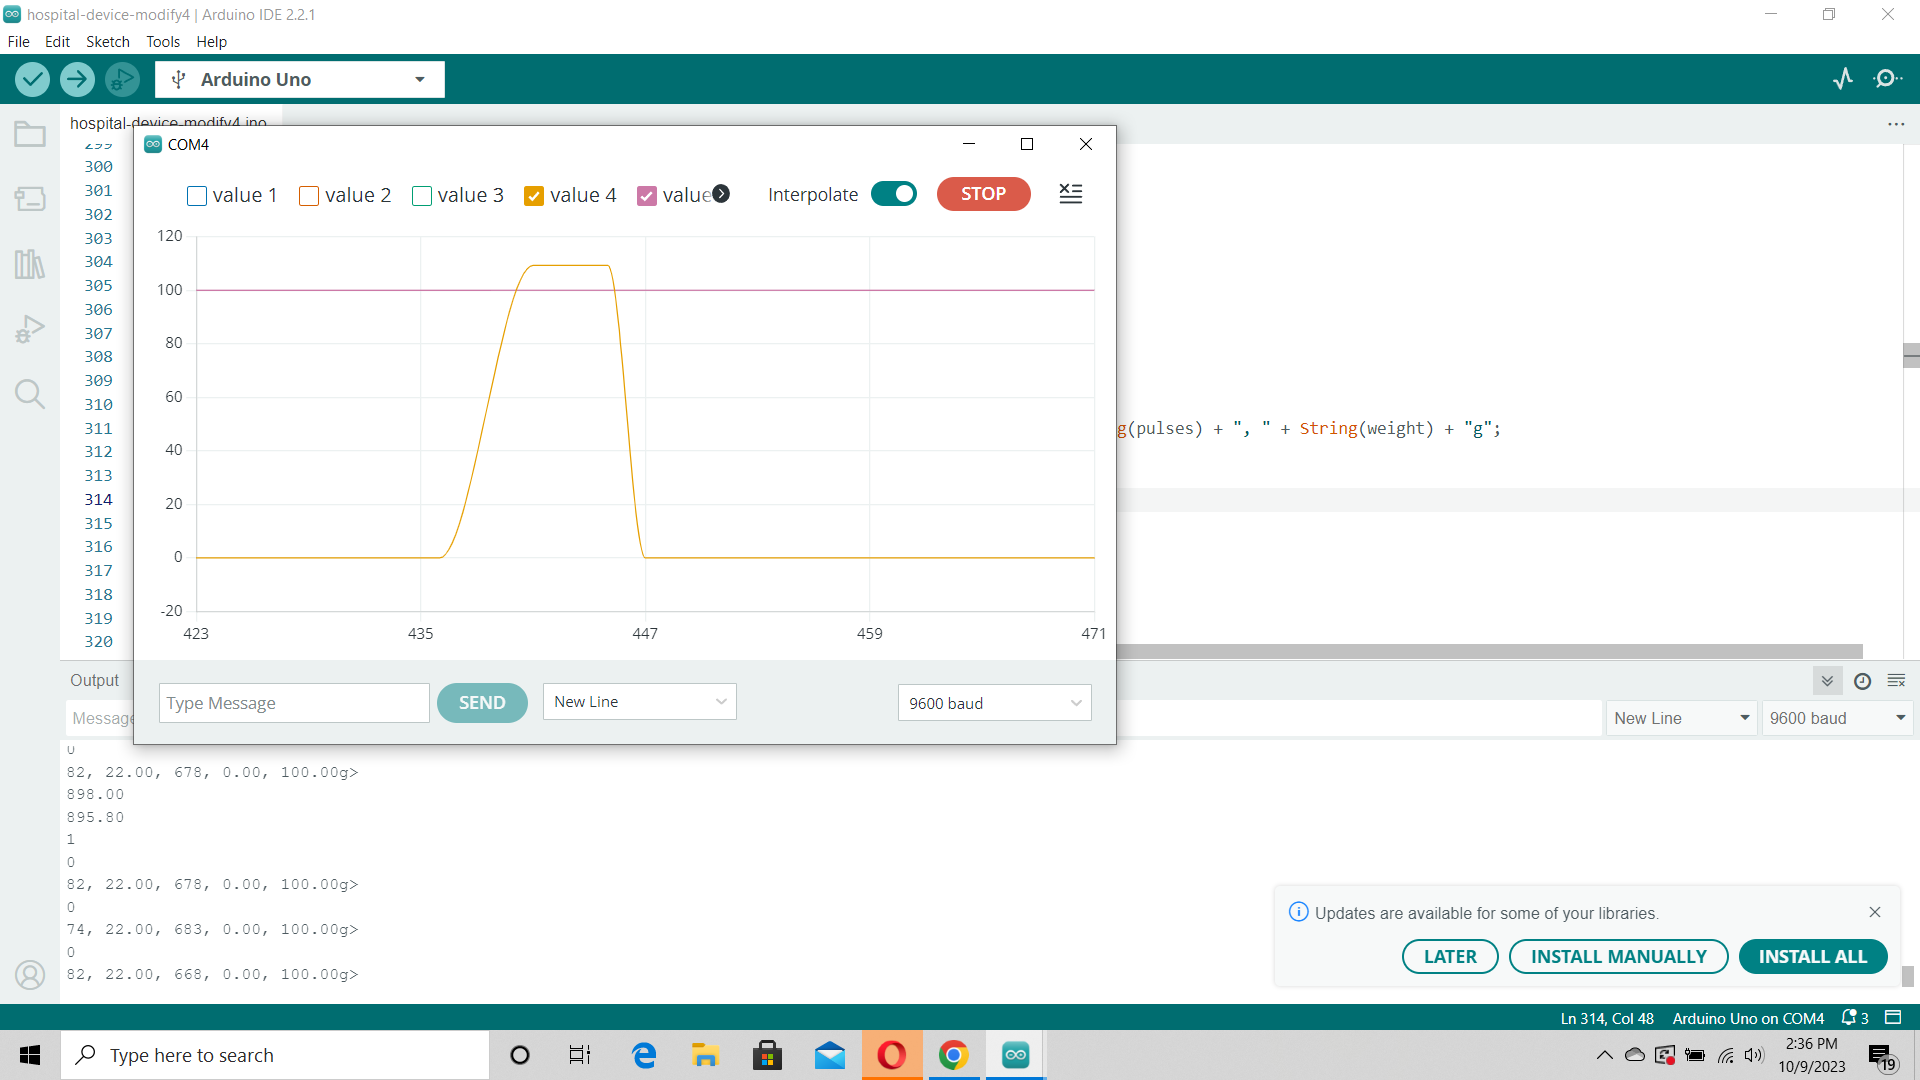 hospital-device-modify4 | Arduino IDE 2.2.1
File Edit Sketch Tools Help
Arduino Uno
hospital-device-modify4.ino
...
299
300
301
302
303
304
305
306
307
308
309
310
311
312
313
314
315
316
317
318
319
320
g(pulses) + ", " + String(weight) + "g";
COM4
value 1 value 2 value 3 value 4 value
Interpolate STOP
120
100
80
60
40
20
0
-20
423 435 447 459 471
Type Message SEND New Line 9600 baud
Output
Message New Line 9600 baud
0
82, 22.00, 678, 0.00, 100.00g>
898.00
895.80
1
0
82, 22.00, 678, 0.00, 100.00g>
0
74, 22.00, 683, 0.00, 100.00g>
0
82, 22.00, 668, 0.00, 100.00g>
Updates are available for some of your libraries.
LATER INSTALL MANUALLY INSTALL ALL
Ln 314, Col 48 Arduino Uno on COM4 3
Type here to search
2:36 PM
10/9/2023
19